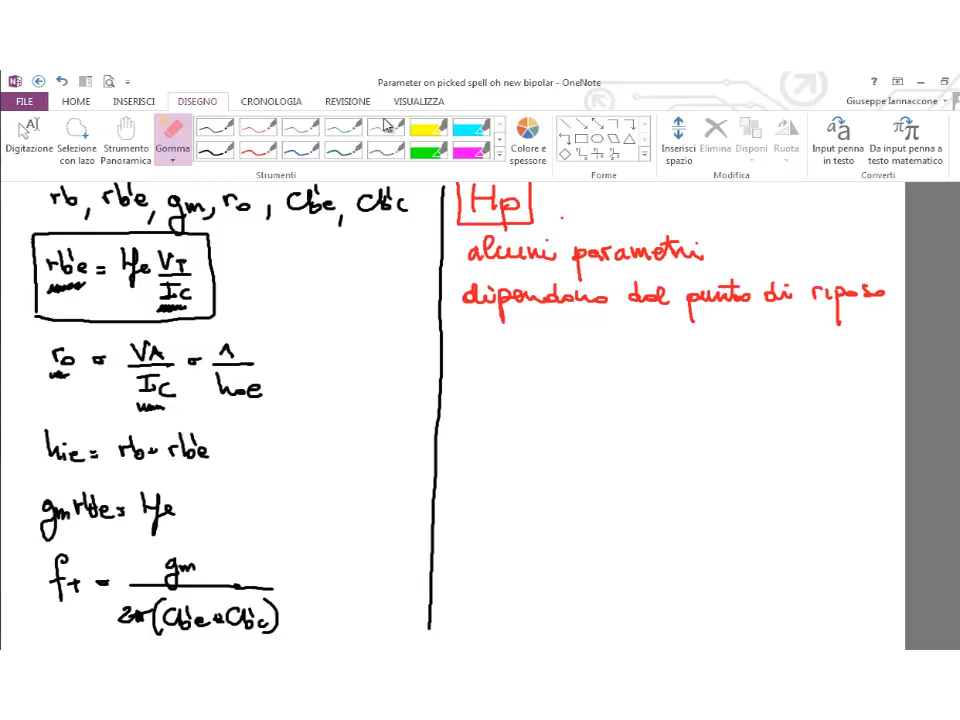 Parameter on picked spell oh new bipolar - OneNote
?
FILE HOME INSERISCI DISEGNO CRONOLOGIA REVISIONE VISUALIZZA
Giuseppe Iannaccone
Digitazione
Selezione con lazo
Strumento Panoramica
Gomma
Colore e spessore
Inserisci spazio
Elimina
Disponi
Ruota
Input penna in testo
Da input penna a testo matematico
Strumenti
Forme
Modifica
Converti
rb, rb'e, gm, ro, Cb'e, Cb'c
rb'e = hfe VT/IC
ro = VA/IC = 1/hoe
hie = rb + rb'e
gm rb'e = hfe
fT = gm / 2π(Cb'e + Cb'c)
Hp
alcuni parametri
dipendono dal punto di riposo